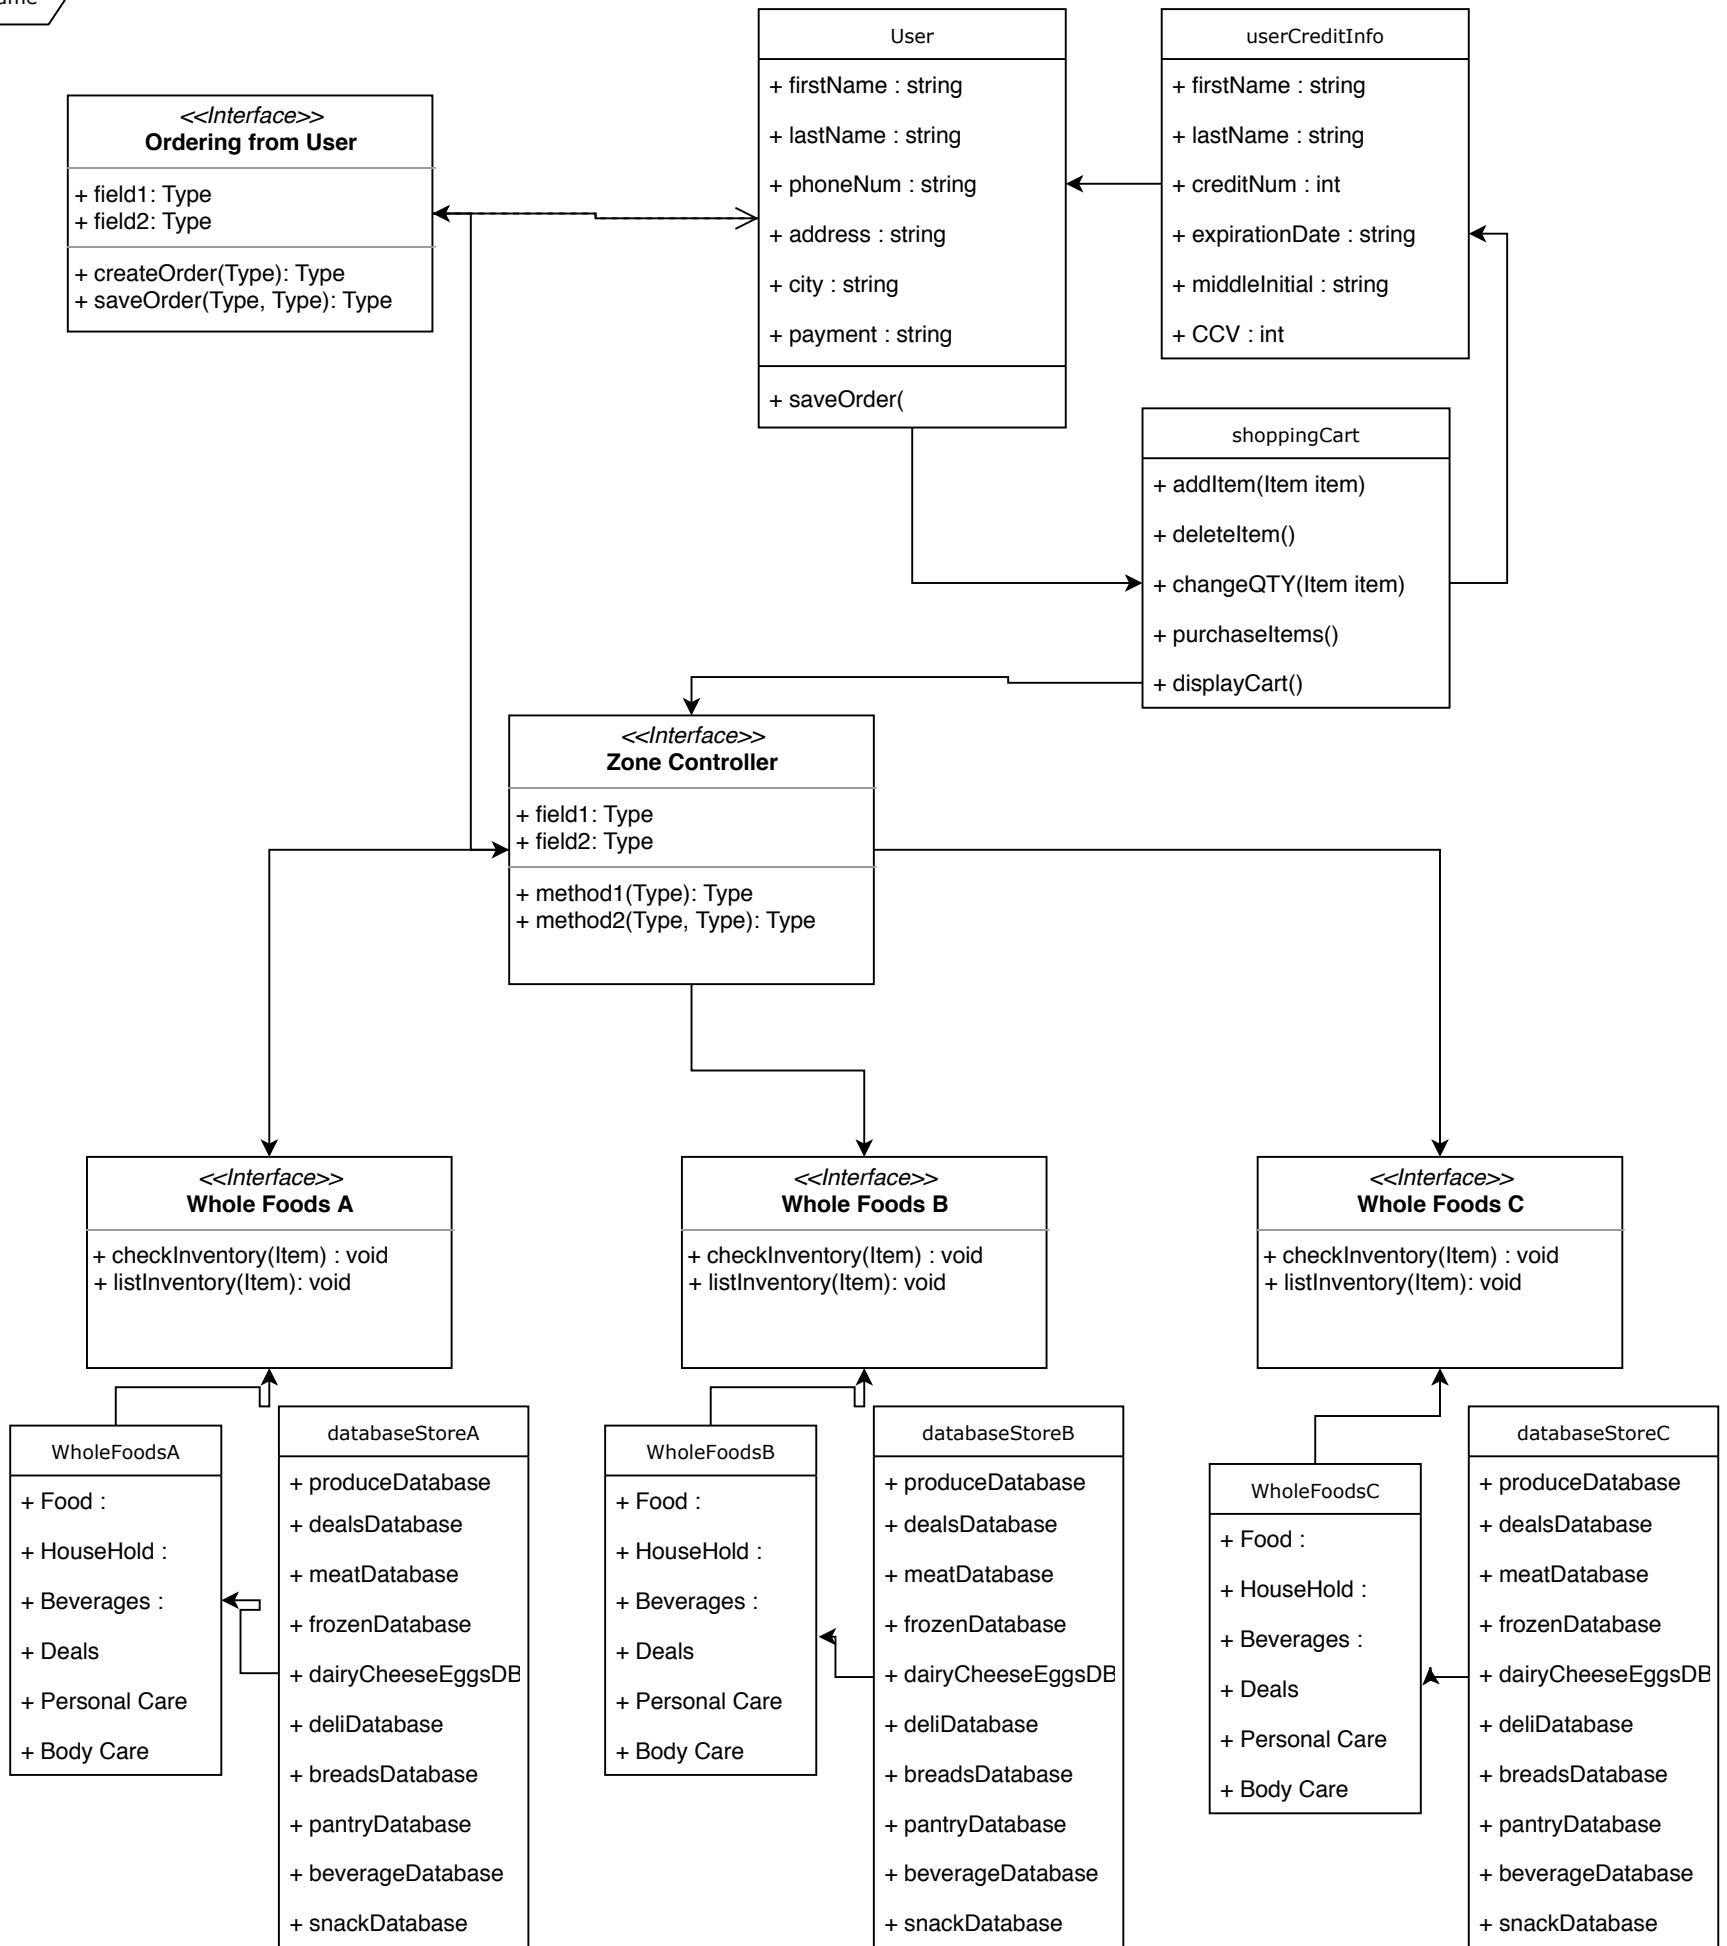 User
+ firstName : string
+ lastName : string
+ phoneNum : string
+ address : string
+ city : string
+ payment : string
+ saveOrder(
userCreditInfo
+ firstName : string
+ lastName : string
+ creditNum : int
+ expirationDate : string
+ middleInitial : string
+ CCV : int
<<Interface>>
Ordering from User
+ field1: Type
+ field2: Type
+ createOrder(Type): Type
+ saveOrder(Type, Type): Type
shoppingCart
+ addItem(Item item)
+ deleteItem()
+ changeQTY(Item item)
+ purchaseItems()
+ displayCart()
<<Interface>>
Zone Controller
+ field1: Type
+ field2: Type
+ method1(Type): Type
+ method2(Type, Type): Type
<<Interface>>
Whole Foods A
+ checkInventory(Item) : void
+ listInventory(Item): void
<<Interface>>
Whole Foods B
+ checkInventory(Item) : void
+ listInventory(Item): void
<<Interface>>
Whole Foods C
+ checkInventory(Item) : void
+ listInventory(Item): void
WholeFoodsA
+ Food :
+ HouseHold :
+ Beverages :
+ Deals
+ Personal Care
+ Body Care
databaseStoreA
+ produceDatabase
+ dealsDatabase
+ meatDatabase
+ frozenDatabase
+ dairyCheeseEggsDB
+ deliDatabase
+ breadsDatabase
+ pantryDatabase
+ beverageDatabase
+ snackDatabase
WholeFoodsB
+ Food :
+ HouseHold :
+ Beverages :
+ Deals
+ Personal Care
+ Body Care
databaseStoreB
+ produceDatabase
+ dealsDatabase
+ meatDatabase
+ frozenDatabase
+ dairyCheeseEggsDB
+ deliDatabase
+ breadsDatabase
+ pantryDatabase
+ beverageDatabase
+ snackDatabase
WholeFoodsC
+ Food :
+ HouseHold :
+ Beverages :
+ Deals
+ Personal Care
+ Body Care
databaseStoreC
+ produceDatabase
+ dealsDatabase
+ meatDatabase
+ frozenDatabase
+ dairyCheeseEggsDB
+ deliDatabase
+ breadsDatabase
+ pantryDatabase
+ beverageDatabase
+ snackDatabase